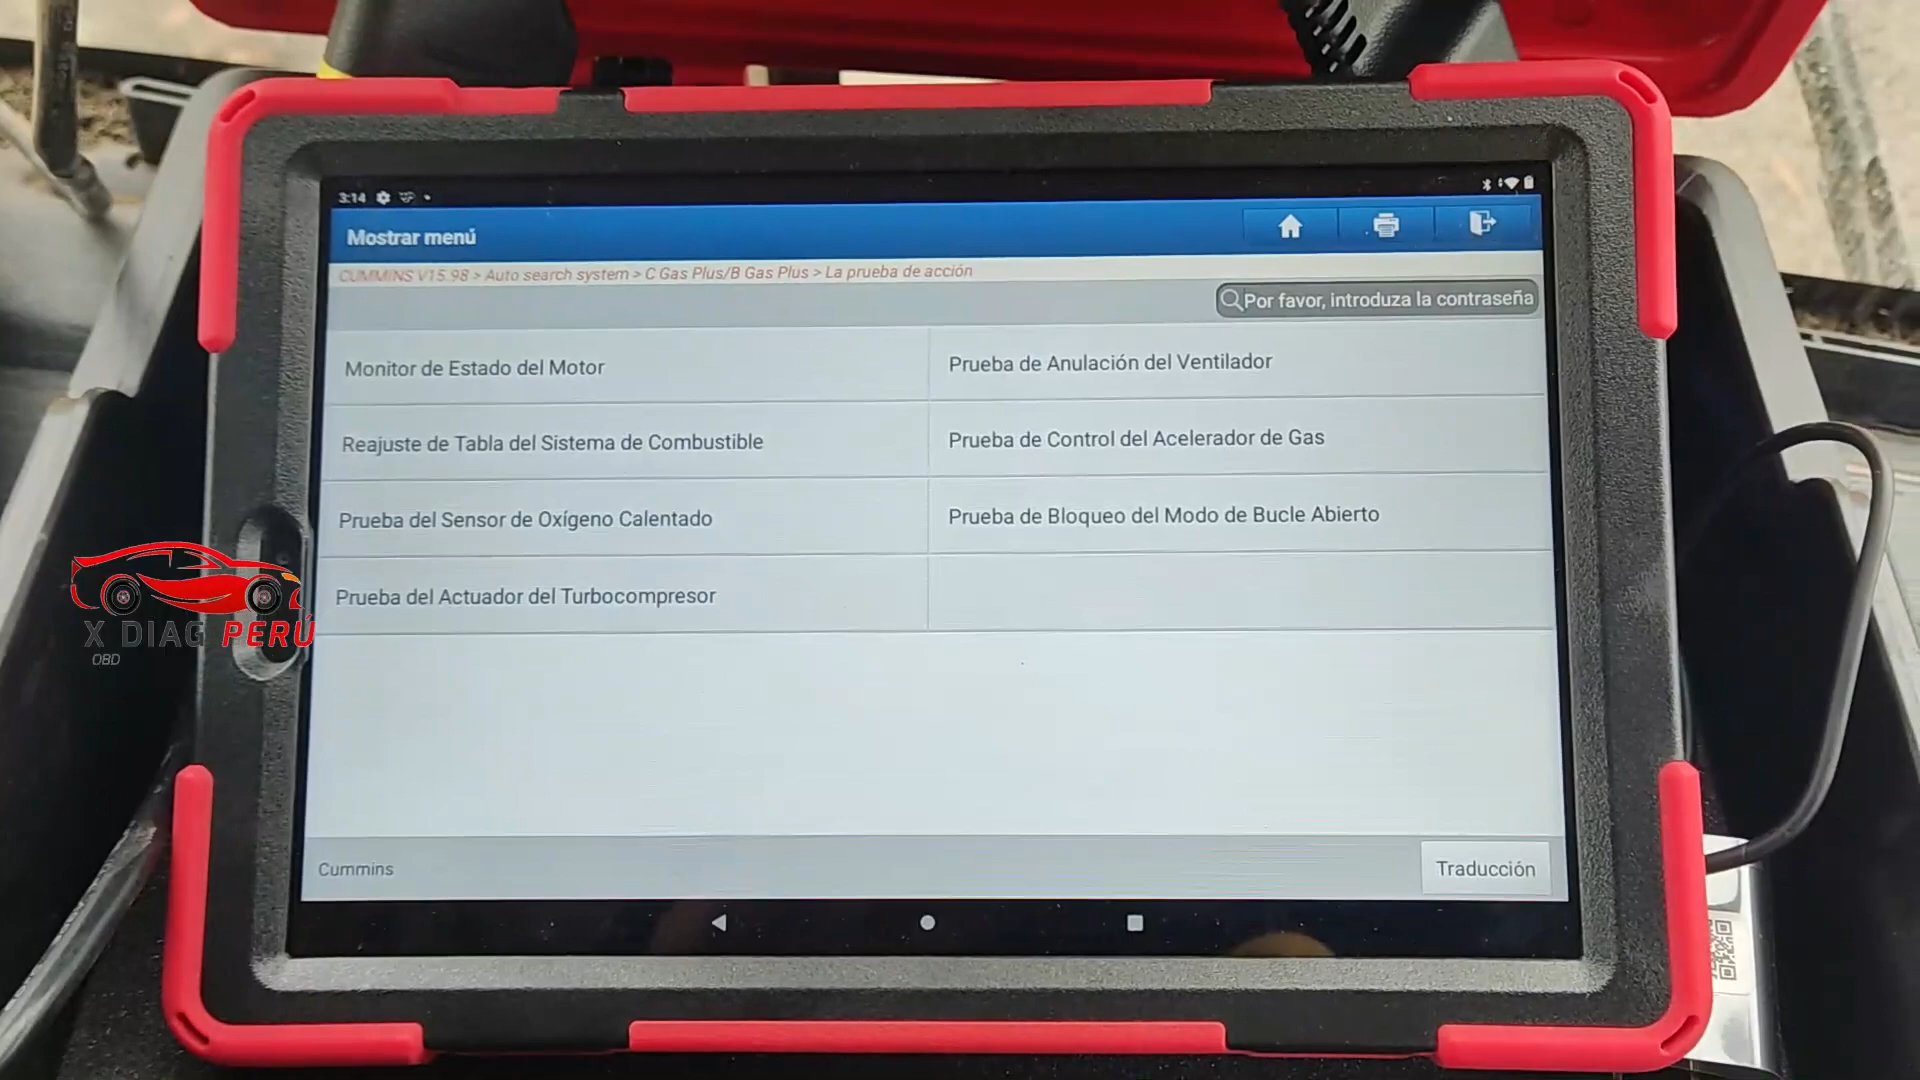 3:14
Mostrar menú
CUMMINS V15.98 > Auto search system > C Gas Plus/B Gas Plus > La prueba de acción
Por favor, introduza la contraseña
Monitor de Estado del Motor
Prueba de Anulación del Ventilador
Reajuste de Tabla del Sistema de Combustible
Prueba de Control del Acelerador de Gas
Prueba del Sensor de Oxígeno Calentado
Prueba de Bloqueo del Modo de Bucle Abierto
Prueba del Actuador del Turbocompresor
X DIAG PERÚ
OBD
Cummins
Traducción